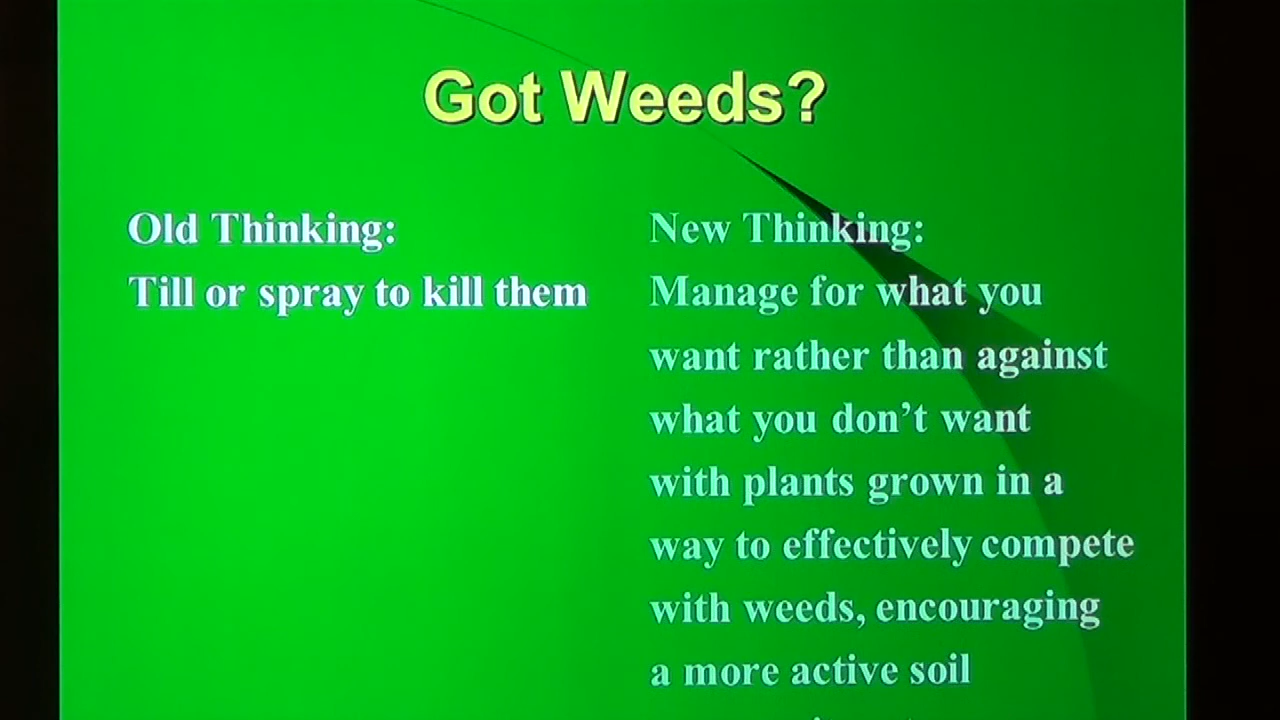 Got Weeds?
Old Thinking:
Till or spray to kill them
New Thinking:
Manage for what you
want rather than against
what you don’t want
with plants grown in a
way to effectively compete
with weeds, encouraging
a more active soil